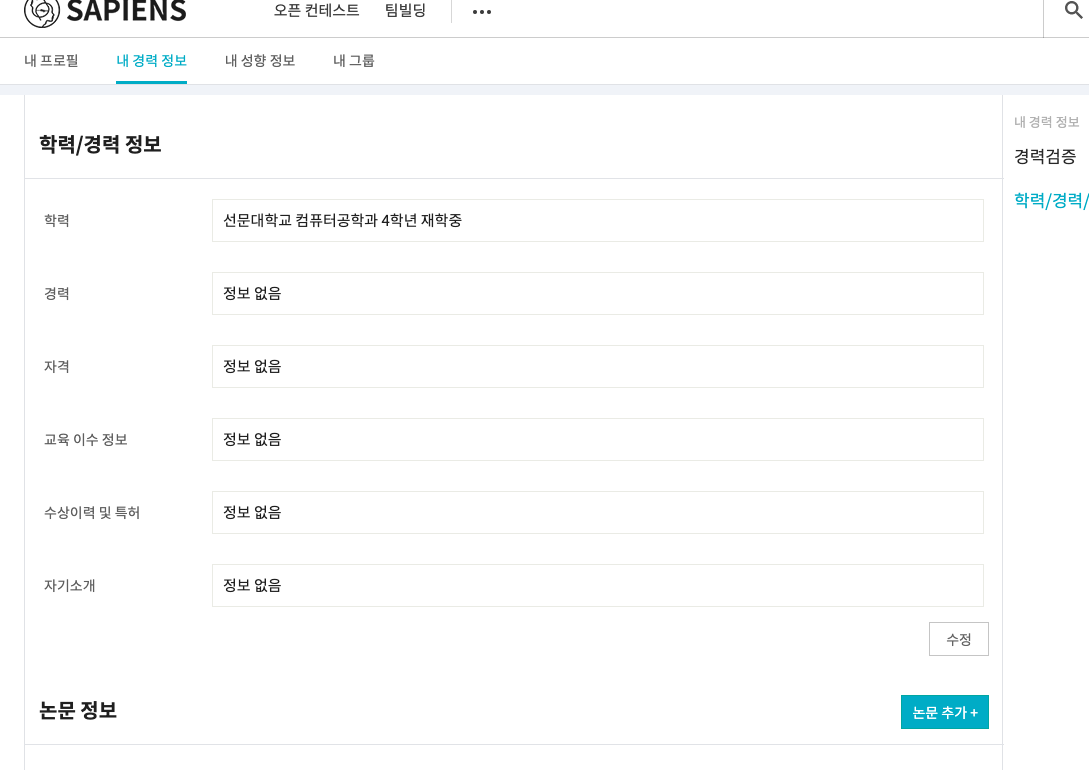 SAPIENS 오픈 컨테스트 팀빌딩
내 프로필 내 경력 정보 내 성향 정보 내 그룹
학력/경력 정보
학력 선문대학교 컴퓨터공학과 4학년 재학중
경력 정보 없음
자격 정보 없음
교육 이수 정보 정보 없음
수상이력 및 특허 정보 없음
자기소개 정보 없음
수정
논문 정보 논문 추가 +
내 경력 정보
경력검증
학력/경력/